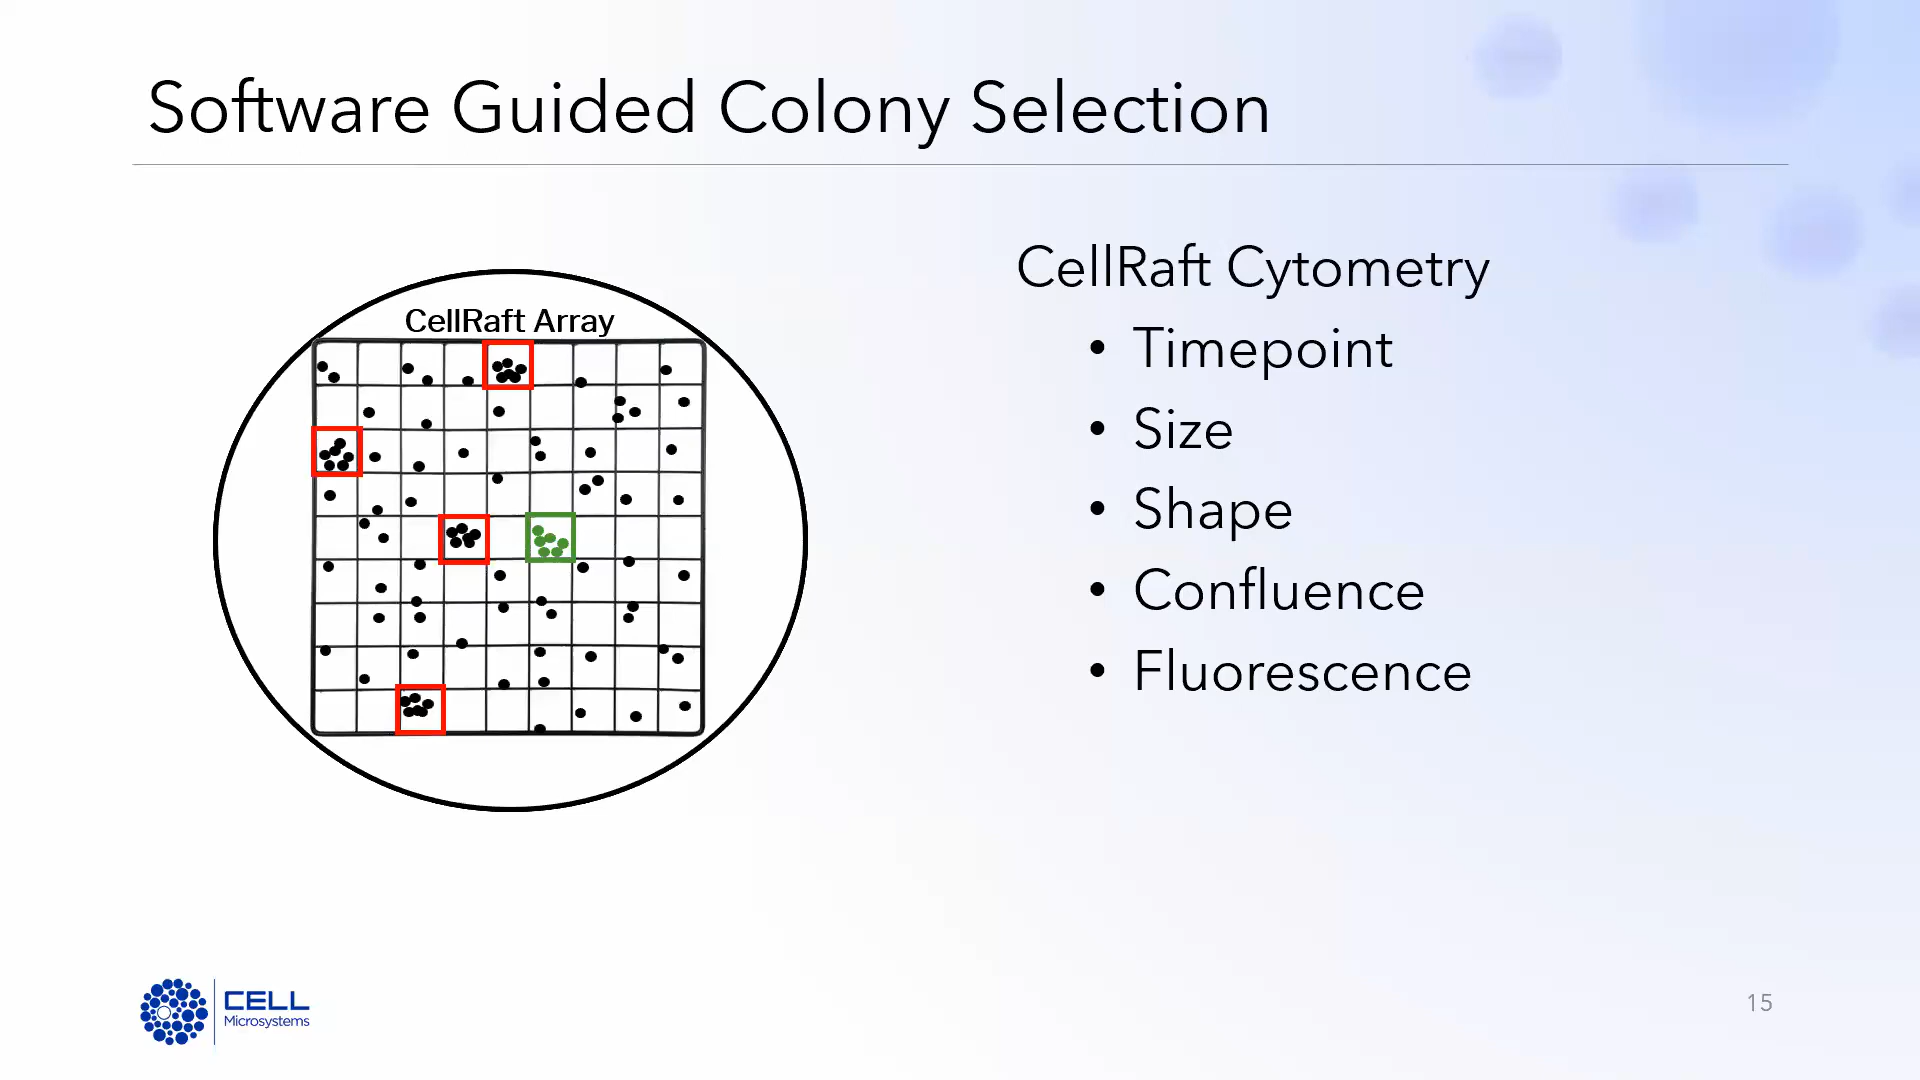 Software Guided Colony Selection
CellRaft Array
CellRaft Cytometry
• Timepoint
• Size
• Shape
• Confluence
• Fluorescence
CELL
Microsystems
15